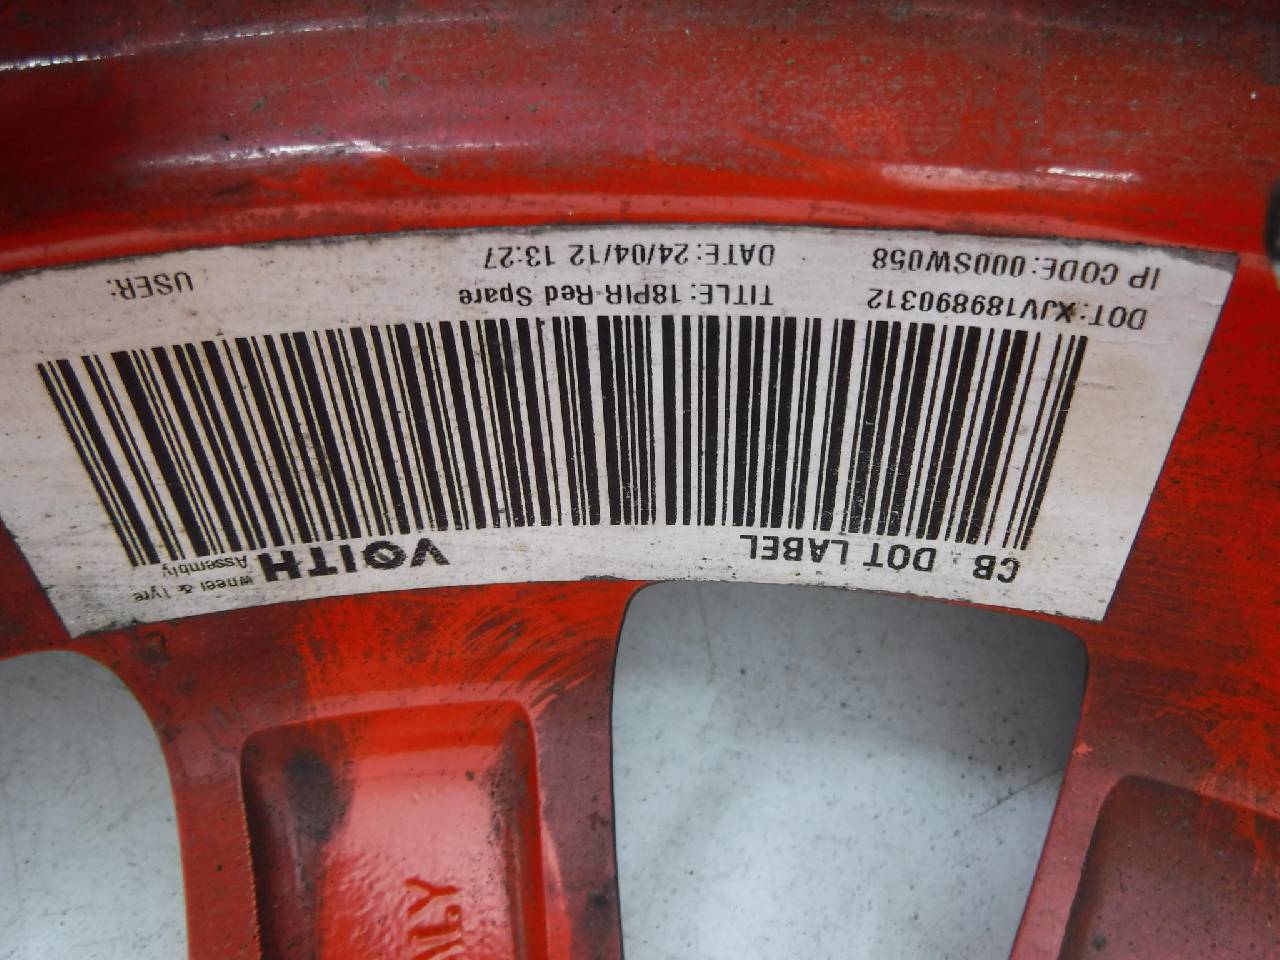 CB DOT LABEL
VOITH
Wheel & Tyre
Assembly
DOT:XJV189890312
TITLE:18PIR-Red Spare
IP CODE:000SW058
DATE:24/04/12 13:27
USER: